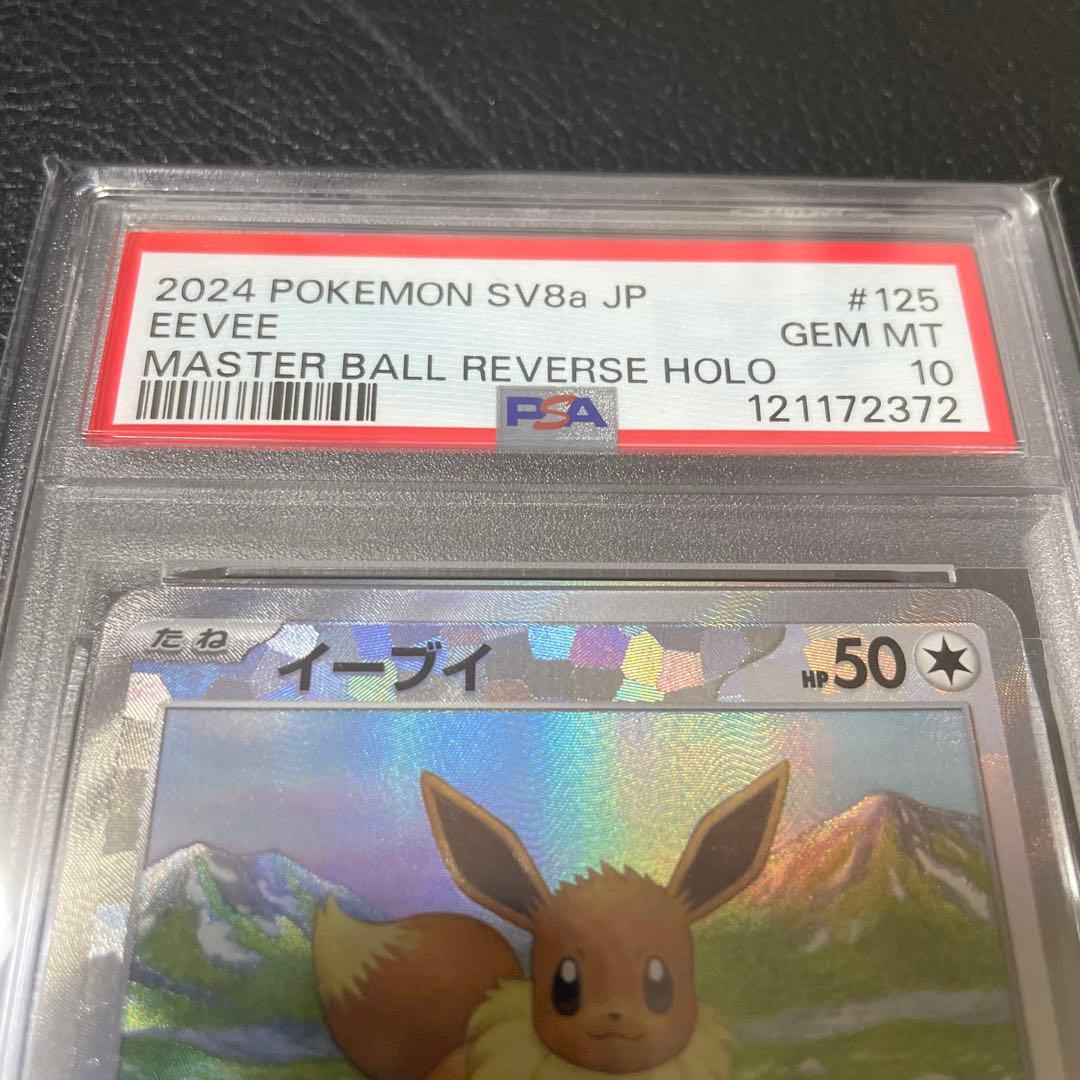 2024 POKEMON SV8a JP #125
EEVEE GEM MT
MASTER BALL REVERSE HOLO 10
PSA 121172372
たね イーブイ HP50